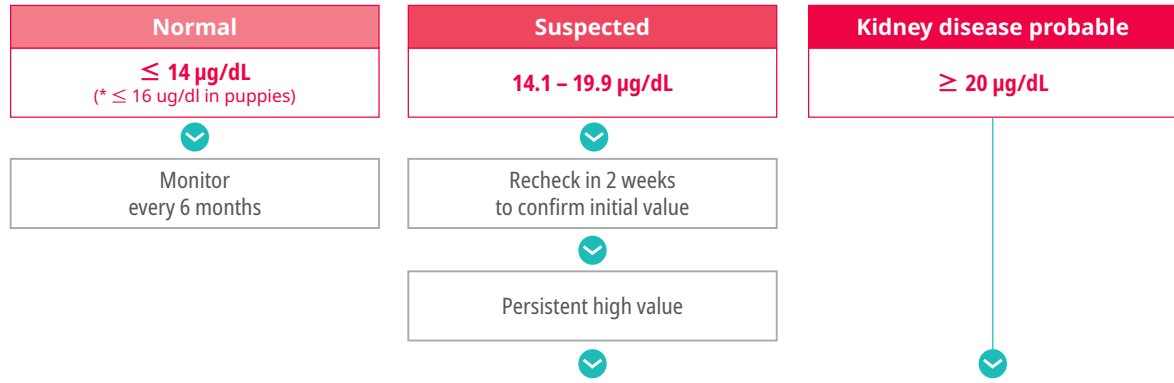 Normal
≤ 14 µg/dL
(* ≤ 16 ug/dl in puppies)
Monitor
every 6 months
Suspected
14.1 – 19.9 µg/dL
Recheck in 2 weeks
to confirm initial value
Persistent high value
Kidney disease probable
≥ 20 µg/dL